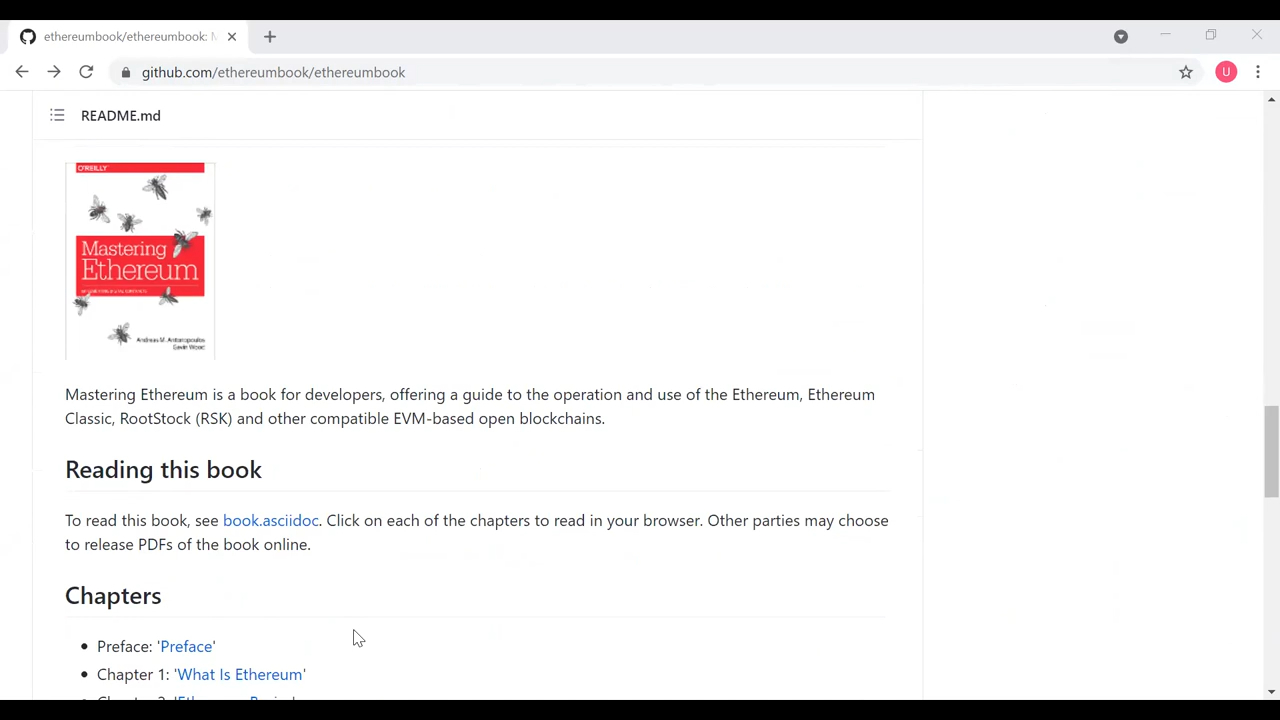 ethereumbook/ethereumbook: M
github.com/ethereumbook/ethereumbook
U
README.md
O'REILLY
Mastering
Ethereum
Andreas M. Antonopoulos
Gavin Wood
Mastering Ethereum is a book for developers, offering a guide to the operation and use of the Ethereum, Ethereum
Classic, RootStock (RSK) and other compatible EVM-based open blockchains.
Reading this book
To read this book, see book.asciidoc. Click on each of the chapters to read in your browser. Other parties may choose
to release PDFs of the book online.
Chapters
• Preface: 'Preface'
• Chapter 1: 'What Is Ethereum'